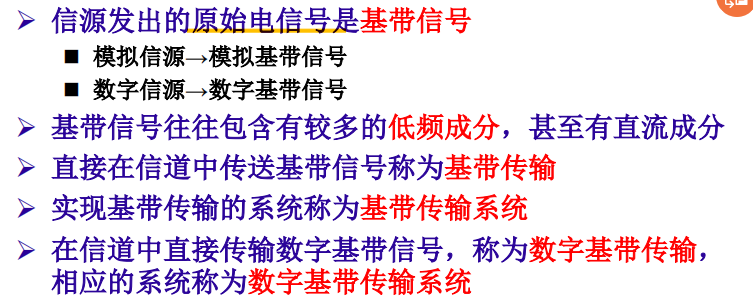 ➢ 信源发出的原始电信号是基带信号
■ 模拟信源→模拟基带信号
■ 数字信源→数字基带信号
➢ 基带信号往往包含有较多的低频成分，甚至有直流成分
➢ 直接在信道中传送基带信号称为基带传输
➢ 实现基带传输的系统称为基带传输系统
➢ 在信道中直接传输数字基带信号，称为数字基带传输，
相应的系统称为数字基带传输系统